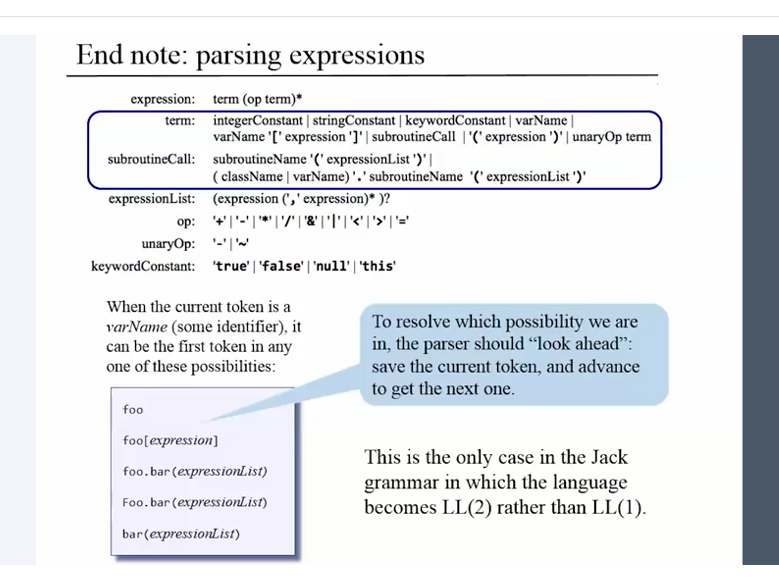 End note: parsing expressions
expression: term (op term)*
term: integerConstant | stringConstant | keywordConstant | varName |
varName '[' expression ']' | subroutineCall | '(' expression ')' | unaryOp term
subroutineCall: subroutineName '(' expressionList ')' |
( className | varName) '.' subroutineName '(' expressionList ')'
expressionList: (expression (',' expression)* )?
op: '+' | '-' | '*' | '/' | '&' | '|' | '<' | '>' | '='
unaryOp: '-' | '~'
keywordConstant: 'true' | 'false' | 'null' | 'this'
When the current token is a
varName (some identifier), it
can be the first token in any
one of these possibilities:
foo
foo[expression]
foo.bar(expressionList)
Foo.bar(expressionList)
bar(expressionList)
To resolve which possibility we are
in, the parser should “look ahead”:
save the current token, and advance
to get the next one.
This is the only case in the Jack
grammar in which the language
becomes LL(2) rather than LL(1).